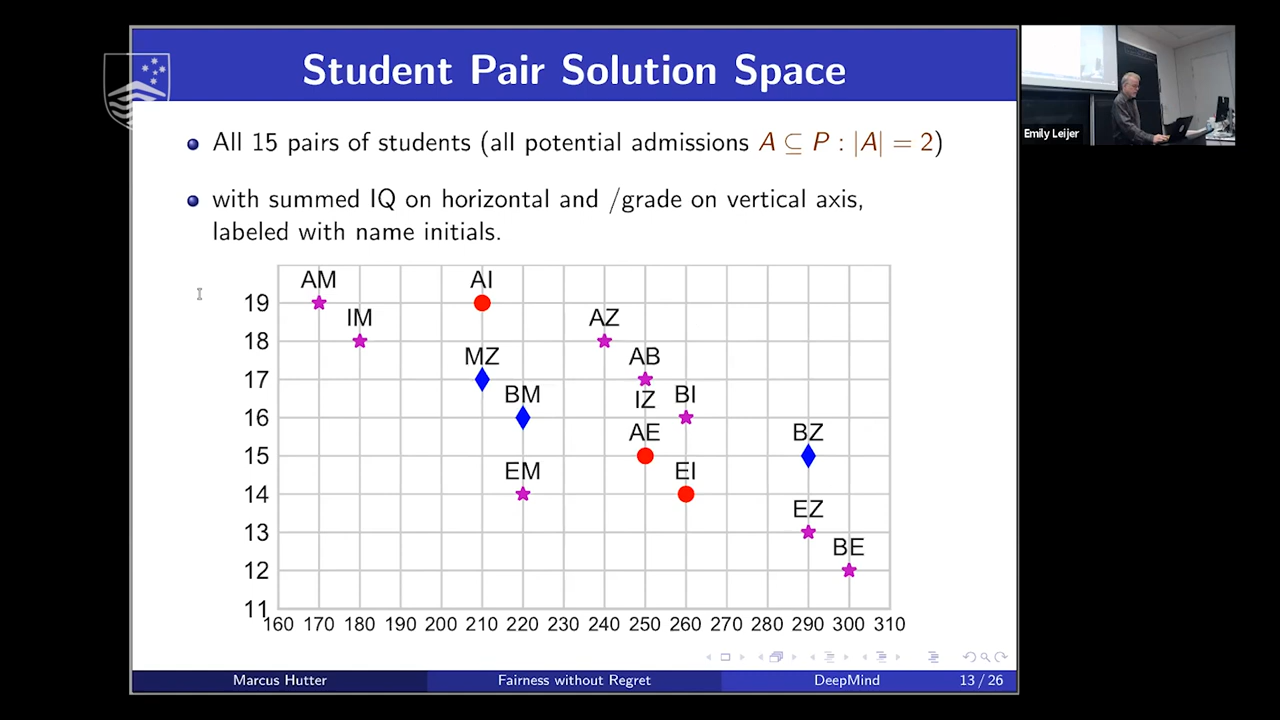 Student Pair Solution Space
All 15 pairs of students (all potential admissions A ⊆ P : |A| = 2)
with summed IQ on horizontal and /grade on vertical axis,
labeled with name initials.
Emily Leijer
AM
AI
19
IM
AZ
18
MZ
AB
17
BM
IZ
BI
16
AE
BZ
15
EM
EI
14
EZ
13
BE
12
11
160 170 180 190 200 210 220 230 240 250 260 270 280 290 300 310
Marcus Hutter
Fairness without Regret
DeepMind
13 / 26